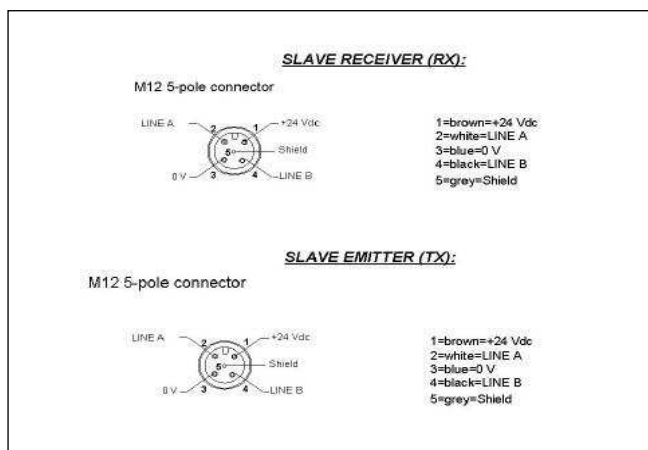 SLAVE RECEIVER (RX):
M12 5-pole connector
LINE A
2
1
+24 Vdc
5
Shield
0 V
3
4
LINE B
1=brown=+24 Vdc
2=white=LINE A
3=blue=0 V
4=black=LINE B
5=grey=Shield
SLAVE EMITTER (TX):
M12 5-pole connector
LINE A
2
1
+24 Vdc
5
Shield
0 V
3
4
LINE B
1=brown=+24 Vdc
2=white=LINE A
3=blue=0 V
4=black=LINE B
5=grey=Shield